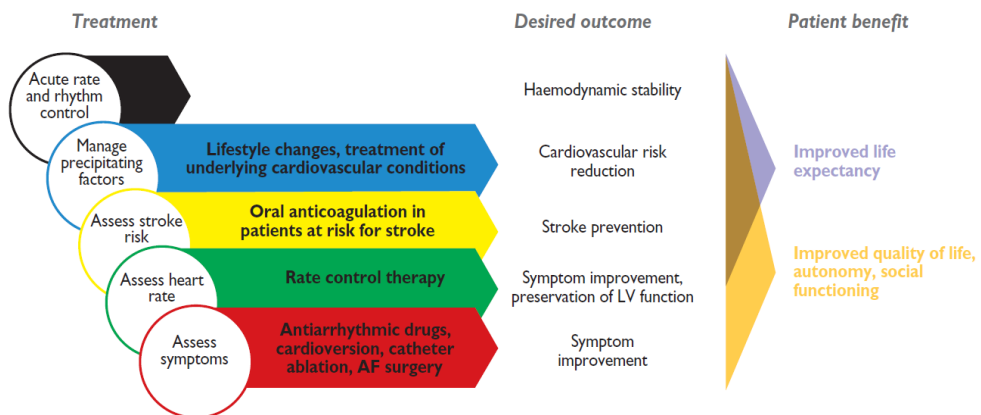 Treatment
Desired outcome
Patient benefit
Acute rate
and rhythm
control
Haemodynamic stability
Manage
precipitating
factors
Lifestyle changes, treatment of
underlying cardiovascular conditions
Cardiovascular risk
reduction
Improved life
expectancy
Assess stroke
risk
Oral anticoagulation in
patients at risk for stroke
Stroke prevention
Assess heart
rate
Rate control therapy
Symptom improvement,
preservation of LV function
Improved quality of life,
autonomy, social
functioning
Assess
symptoms
Antiarrhythmic drugs,
cardioversion, catheter
ablation, AF surgery
Symptom
improvement